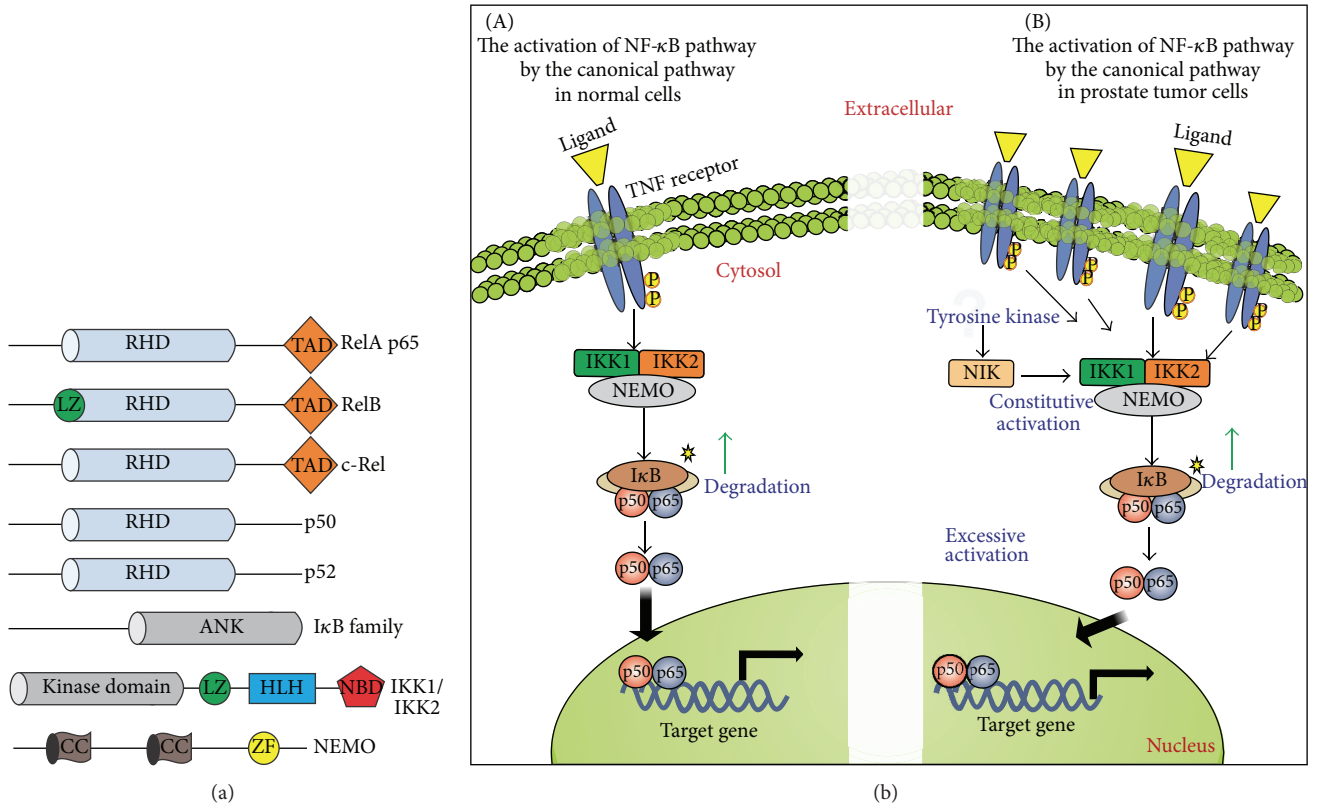 RHD
TAD
RelA p65
LZ
RHD
TAD
RelB
RHD
TAD
c-Rel
RHD
p50
RHD
p52
ANK
IκB family
Kinase domain
LZ
HLH
NBD
IKK1/
IKK2
CC
CC
ZF
NEMO
(a)
(A)
The activation of NF-κB pathway
by the canonical pathway
in normal cells
(B)
The activation of NF-κB pathway
by the canonical pathway
in prostate tumor cells
Extracellular
Ligand
TNF receptor
Ligand
Cytosol
P
P
P
P
P
P
P
P
P
P
?
Tyrosine kinase
IKK1
IKK2
NEMO
NIK
IKK1
IKK2
NEMO
Constitutive
activation
IκB
p50
p65
Degradation
IκB
p50
p65
Degradation
Excessive
activation
p50
p65
p50
p65
p50
p65
Target gene
p50
p65
Target gene
Nucleus
(b)